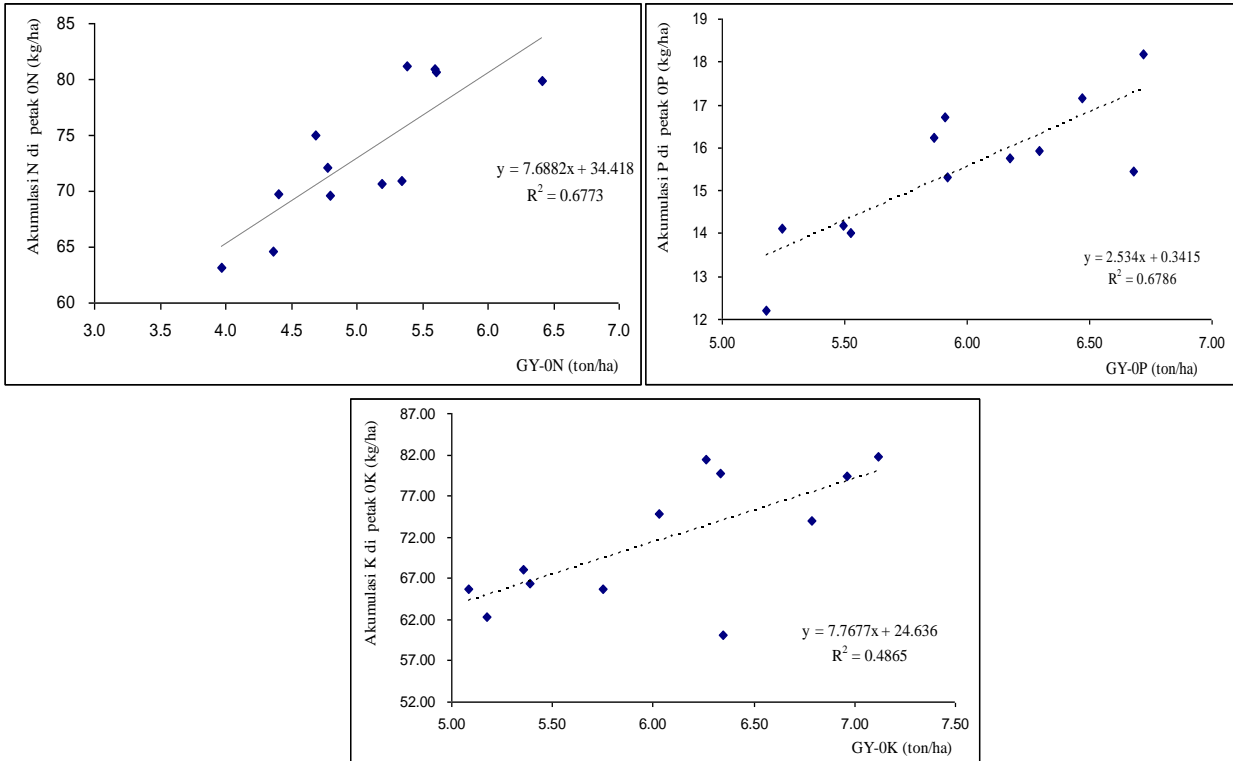 Akumulasi N di petak 0N (kg/ha)
85
80
75
70
65
60
3.0 4.0 4.5 5.0 5.5 6.0 6.5 7.0
GY-0N (ton/ha)
y = 7.6882x + 34.418
R² = 0.6773
Akumulasi P di petak 0P (kg/ha)
19
18
17
16
15
14
13
12
5.00 5.50 6.00 6.50 7.00
GY-0P (ton/ha)
y = 2.534x + 0.3415
R² = 0.6786
Akumulasi K di petak 0K (kg/ha)
87.00
82.00
77.00
72.00
67.00
62.00
57.00
52.00
5.00 5.50 6.00 6.50 7.00 7.50
GY-0K (ton/ha)
y = 7.7677x + 24.636
R² = 0.4865